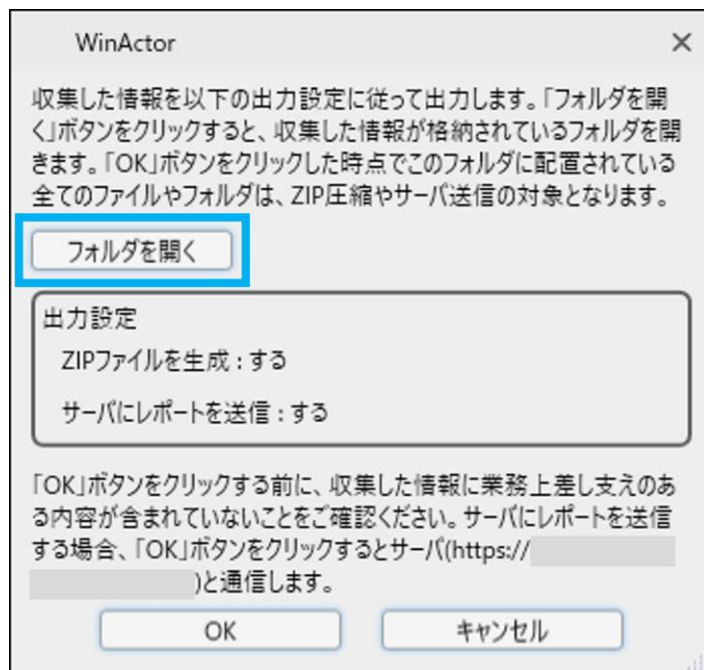 WinActor
収集した情報を以下の出力設定に従って出力します。「フォルダを開
く」ボタンをクリックすると、収集した情報が格納されているフォルダを開
きます。「OK」ボタンをクリックした時点でこのフォルダに配置されている
全てのファイルやフォルダは、ZIP圧縮やサーバ送信の対象となります。
フォルダを開く
出力設定
ZIPファイルを生成 : する
サーバにレポートを送信 : する
「OK」ボタンをクリックする前に、収集した情報に業務上差し支えのあ
る内容が含まれていないことをご確認ください。サーバにレポートを送信
する場合、「OK」ボタンをクリックするとサーバ(https://
)と通信します。
OK
キャンセル